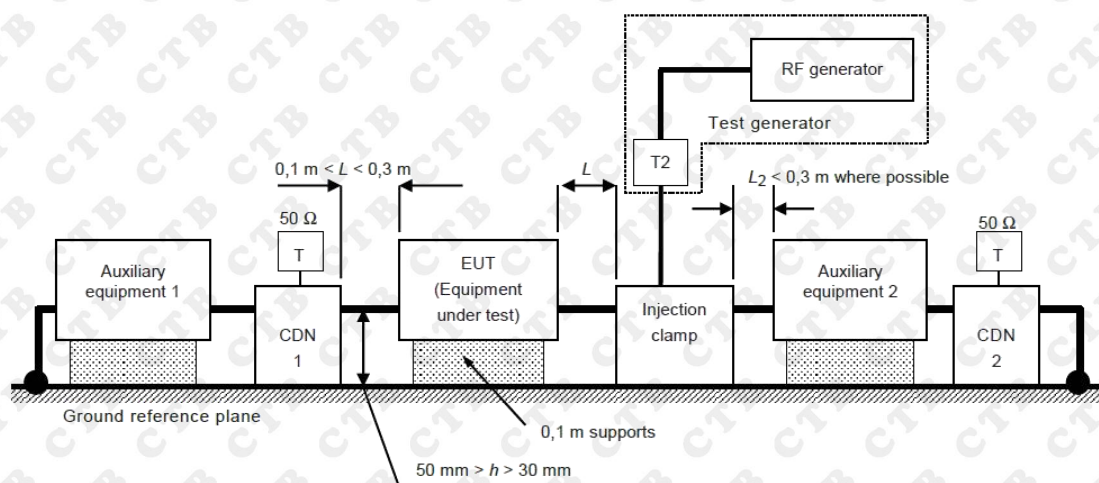 RF generator
Test generator
T2
0,1 m < L < 0,3 m
L
L2 < 0,3 m where possible
50 Ω
T
50 Ω
T
Auxiliary
equipment 1
EUT
(Equipment
under test)
Injection
clamp
Auxiliary
equipment 2
CDN
1
CDN
2
Ground reference plane
0,1 m supports
50 mm > h > 30 mm
CTB